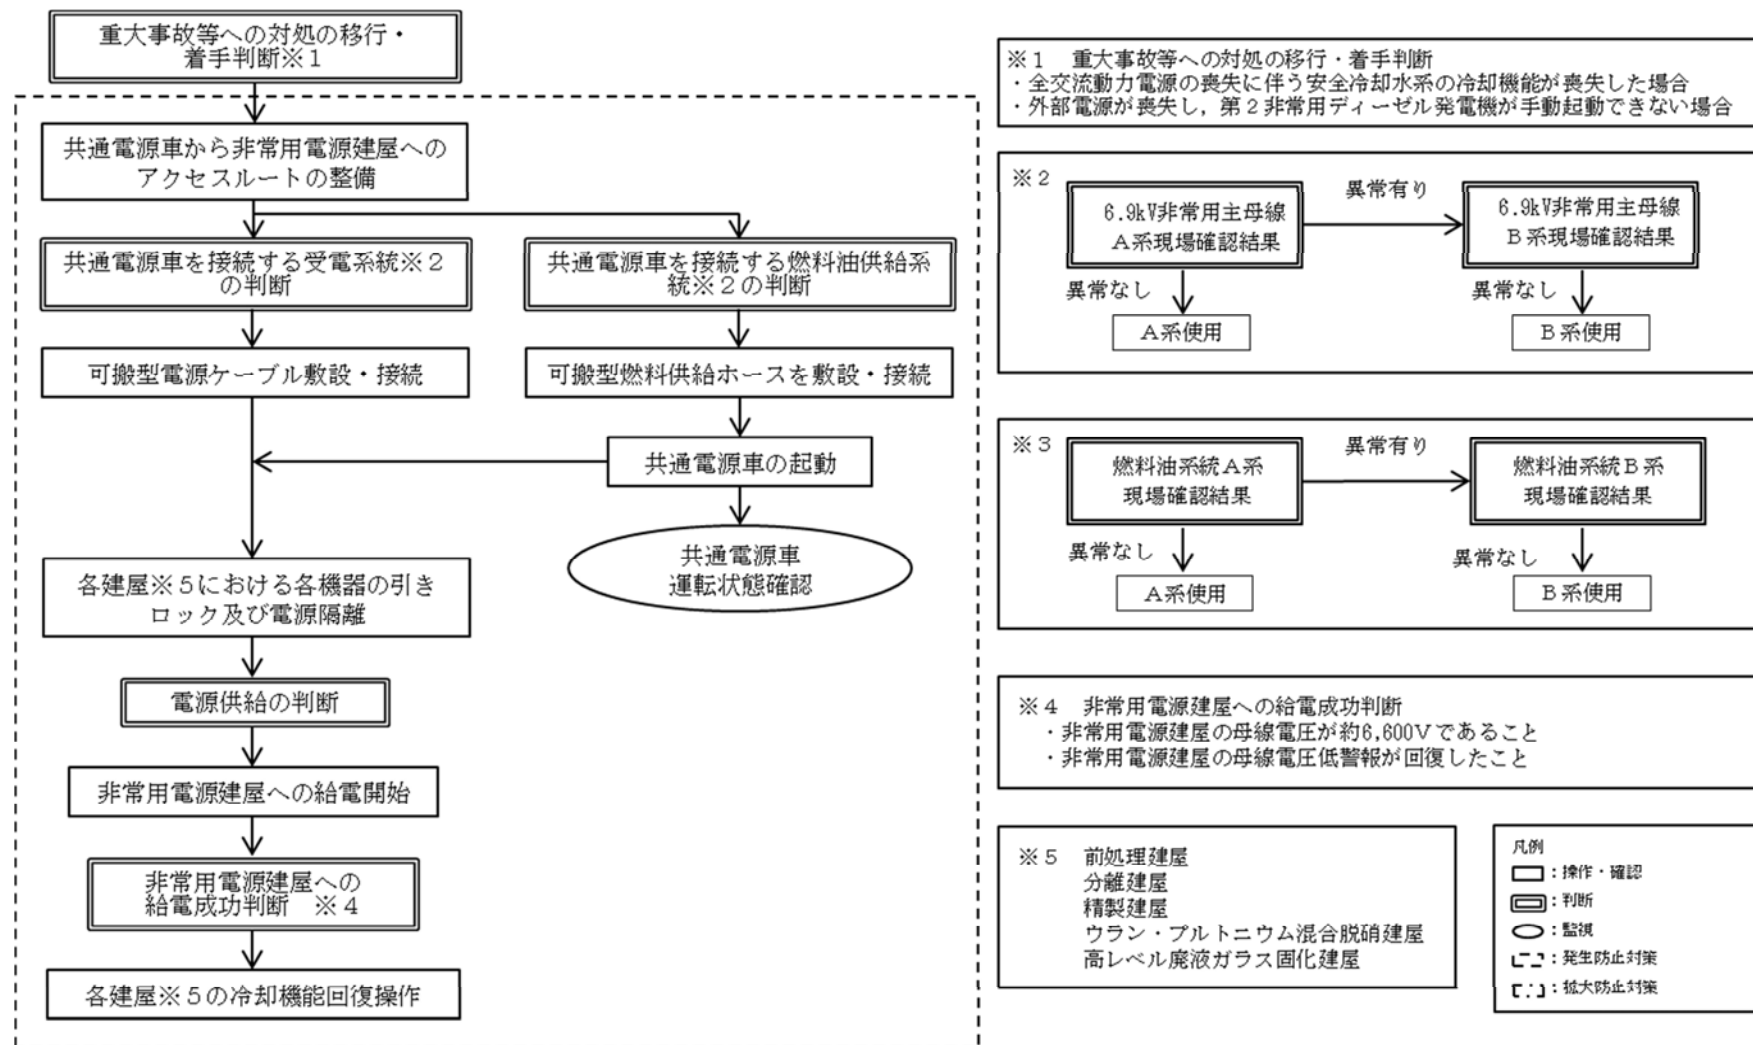 重大事故等への対処の移行・
着手判断※1
共通電源車から非常用電源建屋への
アクセスルートの整備
共通電源車を接続する受電系統※2
の判断
共通電源車を接続する燃料油供給系
統※2の判断
可搬型電源ケーブル敷設・接続
可搬型燃料供給ホースを敷設・接続
共通電源車の起動
共通電源車
運転状態確認
各建屋※5における各機器の引き
ロック及び電源隔離
電源供給の判断
非常用電源建屋への給電開始
非常用電源建屋への
給電成功判断 ※4
各建屋※5の冷却機能回復操作
※1 重大事故等への対処の移行・着手判断
・全交流動力電源の喪失に伴う安全冷却水系の冷却機能が喪失した場合
・外部電源が喪失し,第2非常用ディーゼル発電機が手動起動できない場合
※2
6.9kV非常用主母線
A系現場確認結果
異常有り
6.9kV非常用主母線
B系現場確認結果
異常なし
異常なし
A系使用
B系使用
※3
燃料油系統A系
現場確認結果
異常有り
燃料油系統B系
現場確認結果
異常なし
異常なし
A系使用
B系使用
※4 非常用電源建屋への給電成功判断
・非常用電源建屋の母線電圧が約6,600Vであること
・非常用電源建屋の母線電圧低警報が回復したこと
※5 前処理建屋
分離建屋
精製建屋
ウラン・プルトニウム混合脱硝建屋
高レベル廃液ガラス固化建屋
凡例
:操作・確認
:判断
:監視
:発生防止対策
:拡大防止対策